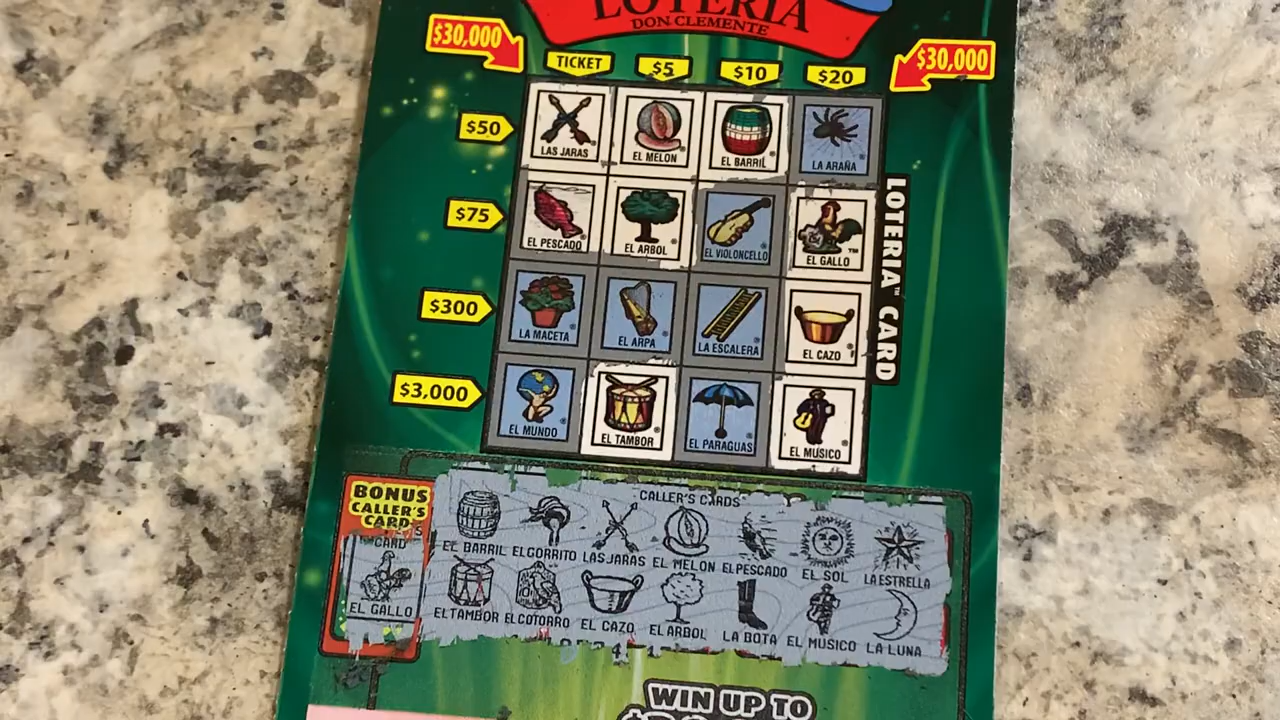 LOTERIA
DON CLEMENTE
$30,000
$30,000
TICKET $5 $10 $20
$50
LAS JARAS® EL MELON® EL BARRIL® LA ARAÑA®
$75
EL PESCADO® EL ARBOL® EL VIOLONCELLO® EL GALLO™
$300
LA MACETA® EL ARPA® LA ESCALERA® EL CAZO®
$3,000
EL MUNDO® EL TAMBOR® EL PARAGUAS® EL MUSICO®
LOTERIA™ CARD
BONUS
CALLER'S
CARD
CARD
EL GALLO
CALLER'S CARDS
EL BARRIL EL GORRITO LAS JARAS EL MELON EL PESCADO EL SOL LA ESTRELLA
EL TAMBOR EL COTORRO EL CAZO EL ARBOL LA BOTA EL MUSICO LA LUNA
WIN UP TO